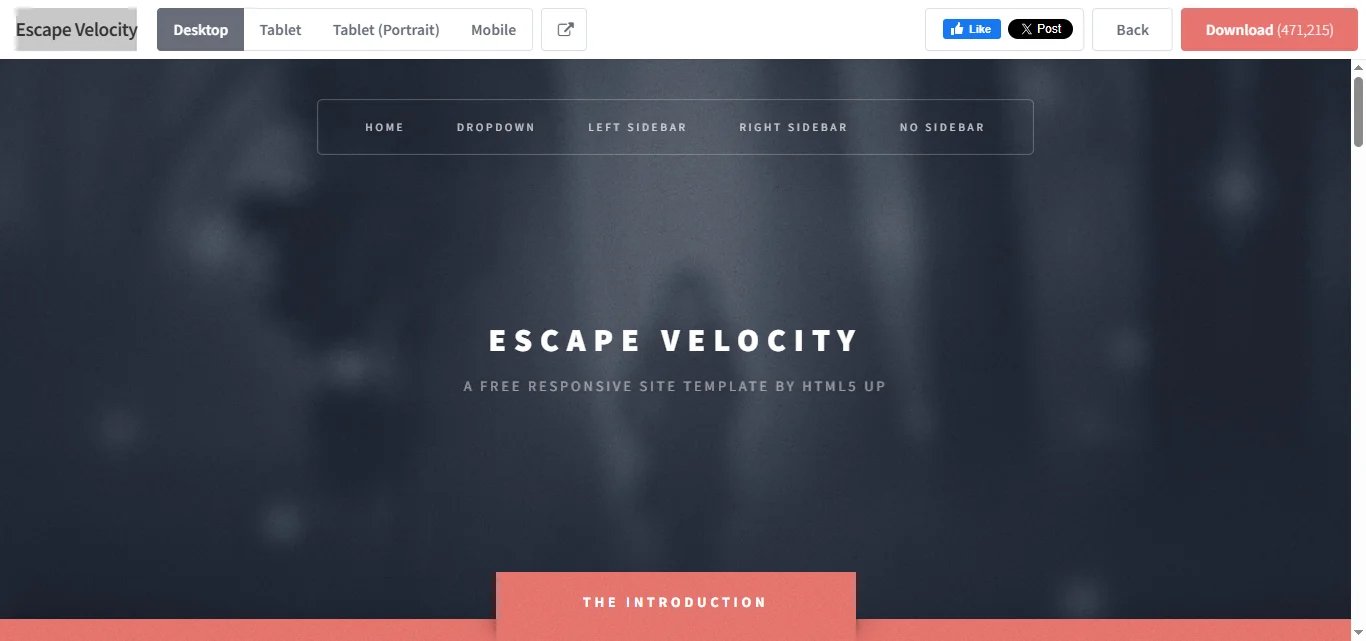 Escape Velocity Desktop Tablet Tablet (Portrait) Mobile Like Post Back Download (471,215)
HOME DROPDOWN LEFT SIDEBAR RIGHT SIDEBAR NO SIDEBAR
ESCAPE VELOCITY
A FREE RESPONSIVE SITE TEMPLATE BY HTML5 UP
THE INTRODUCTION